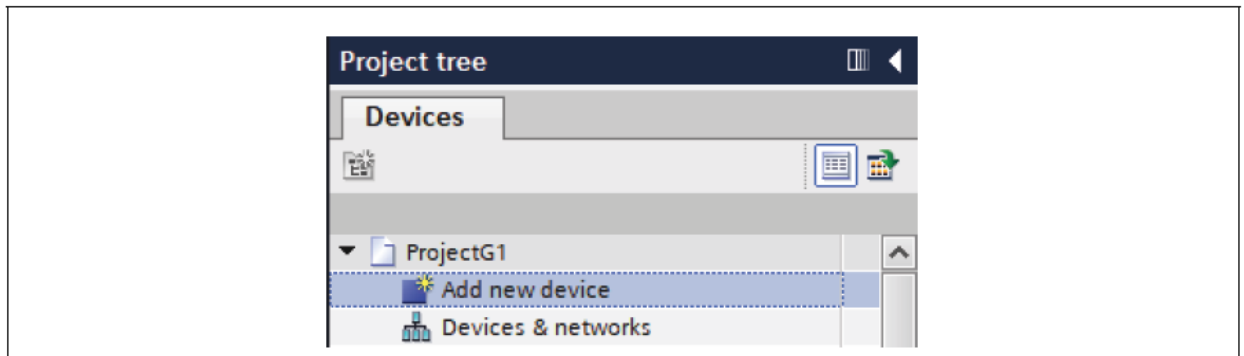 Project tree
Devices
ProjectG1
Add new device
Devices & networks